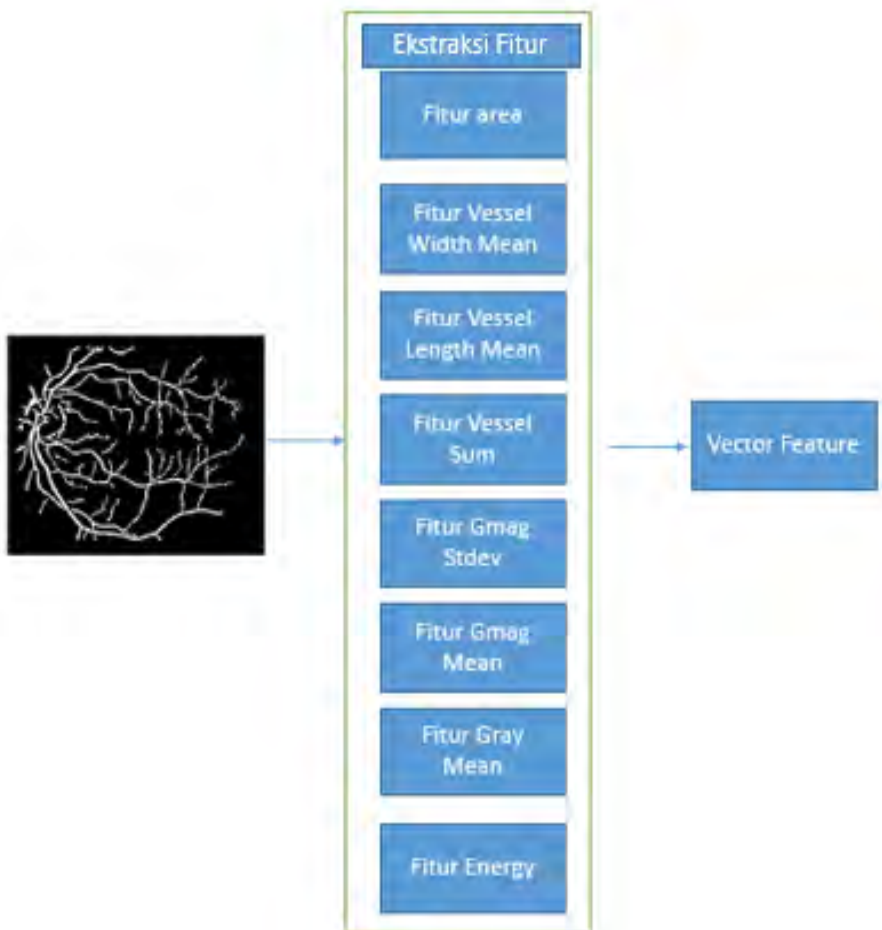 Ekstraksi Fitur
Fitur area
Fitur Vessel
Width Mean
Fitur Vessel
Length Mean
Fitur Vessel
Sum
Fitur Gmag
Stdev
Fitur Gmag
Mean
Fitur Gray
Mean
Fitur Energy
Vector Feature